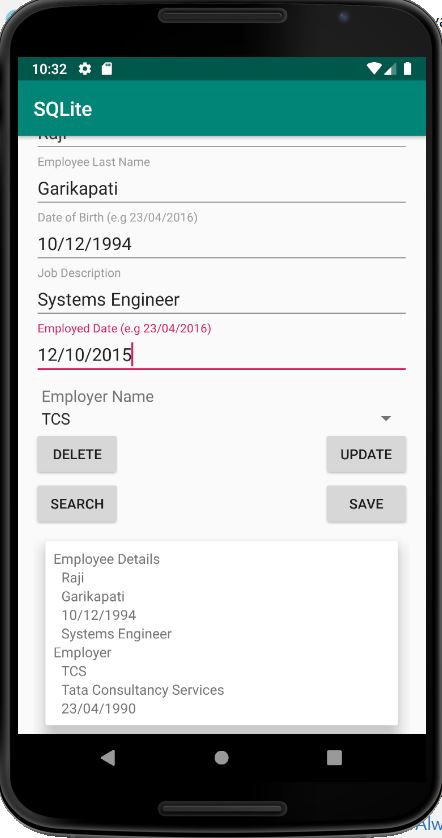 10:32
SQLite
Raji
Employee Last Name
Garikapati
Date of Birth (e.g 23/04/2016)
10/12/1994
Job Description
Systems Engineer
Employed Date (e.g 23/04/2016)
12/10/2015
Employer Name
TCS
DELETE
UPDATE
SEARCH
SAVE
Employee Details
Raji
Garikapati
10/12/1994
Systems Engineer
Employer
TCS
Tata Consultancy Services
23/04/1990
Alw